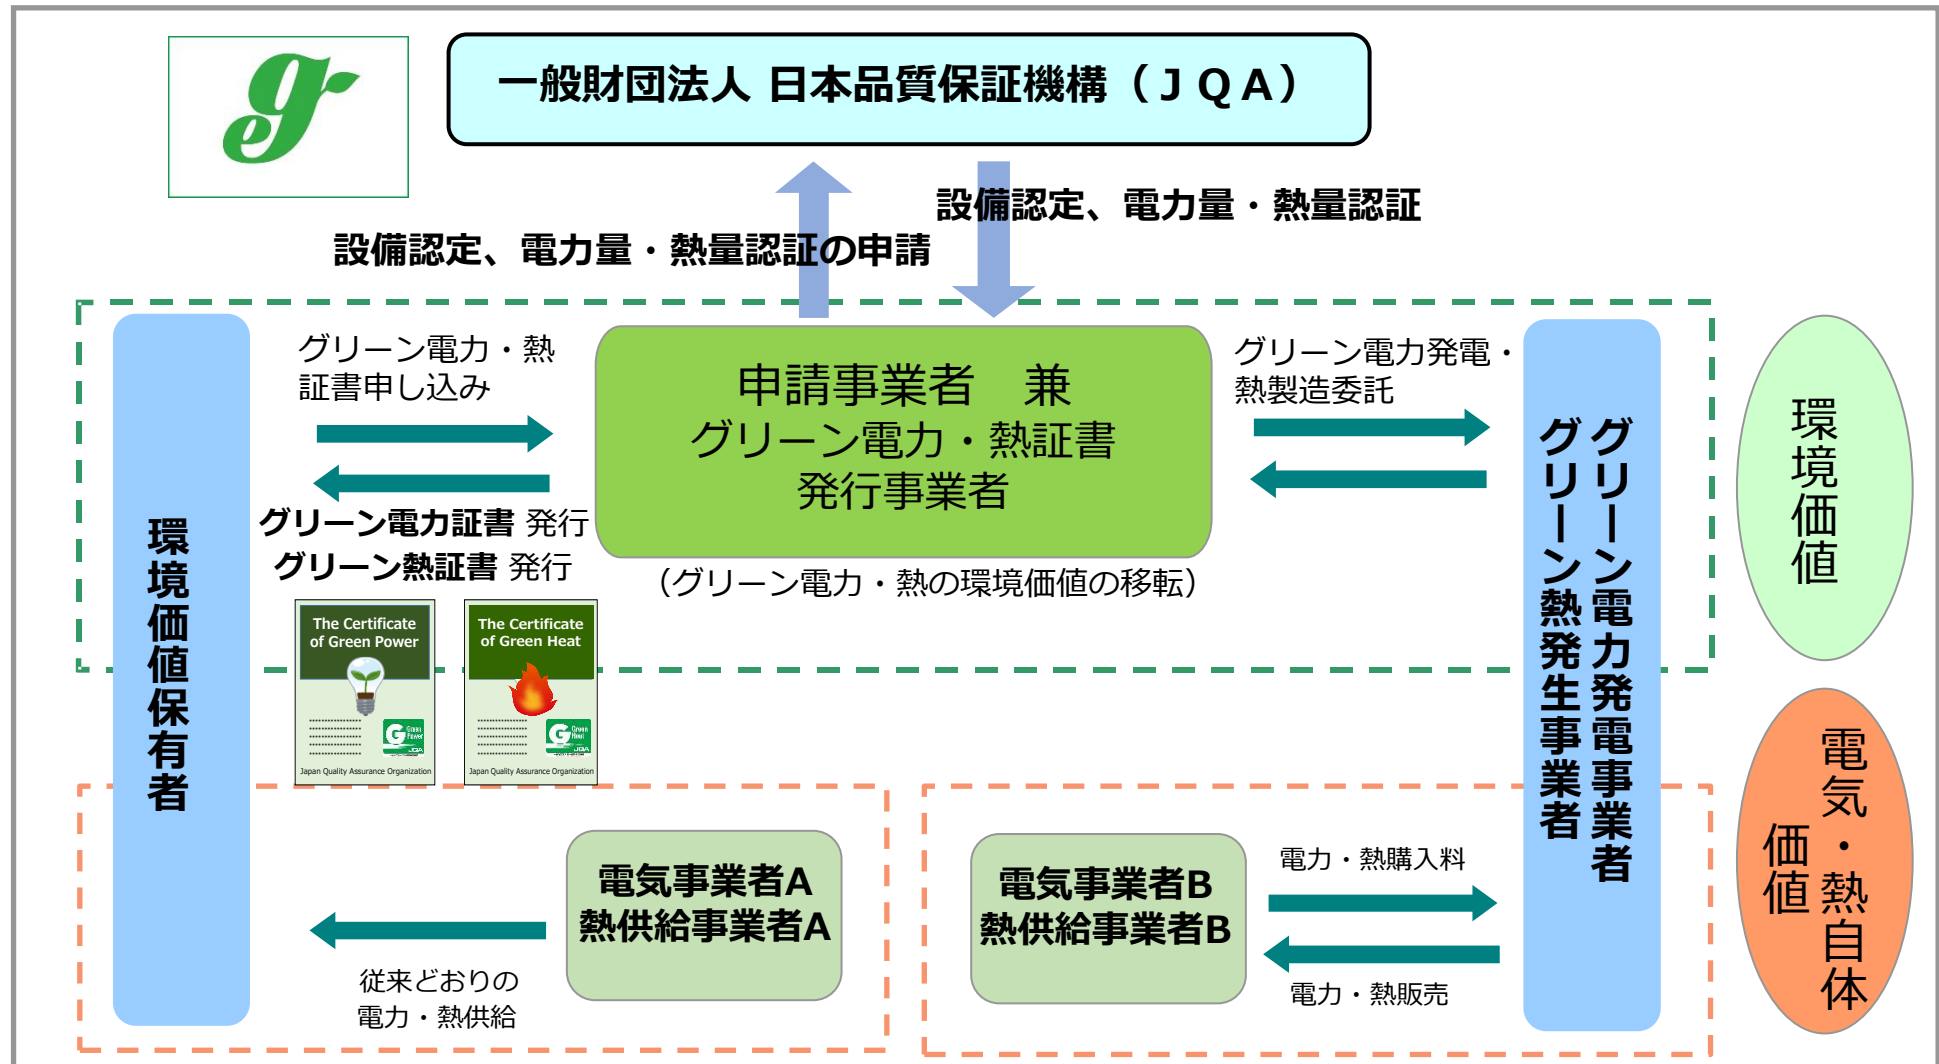 一般財団法人 日本品質保証機構（ＪＱＡ）
設備認定、電力量・熱量認証の申請
設備認定、電力量・熱量認証
グリーン電力・熱
証書申し込み
申請事業者　兼
グリーン電力・熱証書
発行事業者
グリーン電力発電・
熱製造委託
グリーン電力証書 発行
グリーン熱証書 発行
（グリーン電力・熱の環境価値の移転）
The Certificate
of Green Power
Green
Power
JQA
Japan Quality Assurance Organization
The Certificate
of Green Heat
Green
Heat
JQA
Japan Quality Assurance Organization
環境価値保有者
グリーン電力発電事業者
グリーン熱発生事業者
環境価値
電気・熱自体
価値
電気事業者A
熱供給事業者A
従来どおりの
電力・熱供給
電気事業者B
熱供給事業者B
電力・熱購入料
電力・熱販売